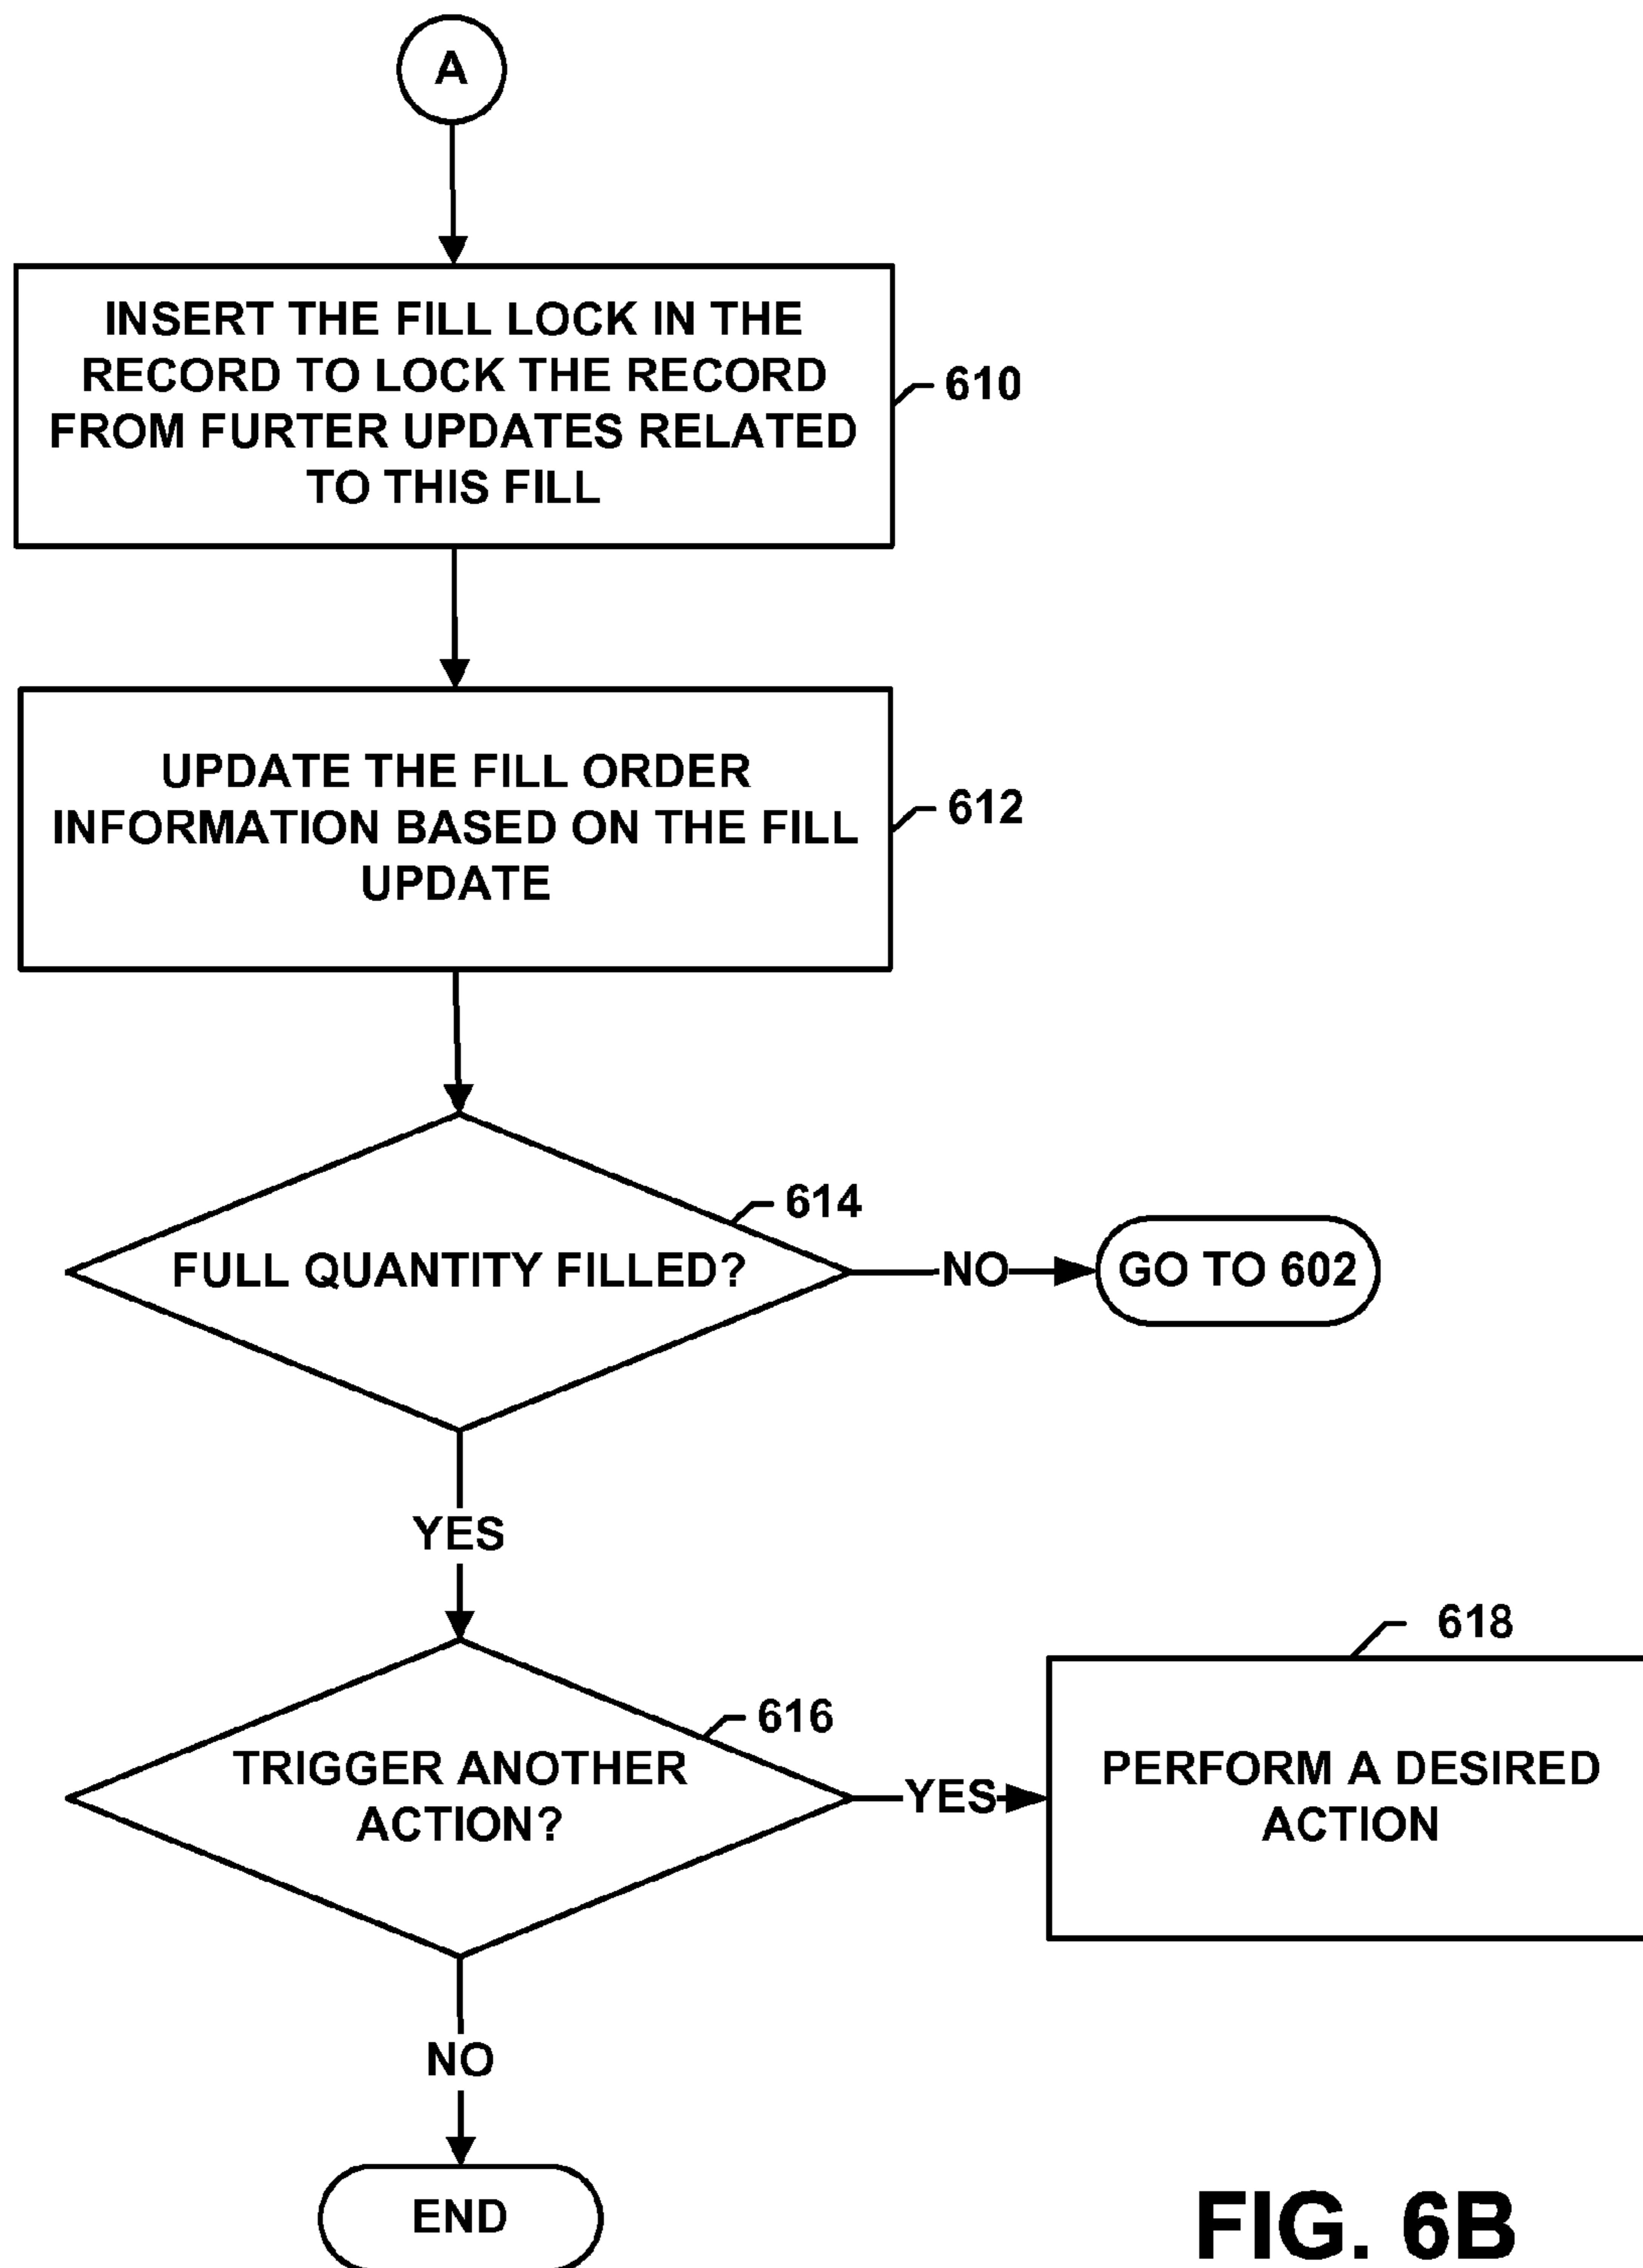 A
INSERT THE FILL LOCK IN THE
RECORD TO LOCK THE RECORD
FROM FURTER UPDATES RELATED
TO THIS FILL
610
UPDATE THE FILL ORDER
INFORMATION BASED ON THE FILL
UPDATE
612
614
FULL QUANTITY FILLED?
NO
GO TO 602
YES
618
616
TRIGGER ANOTHER
ACTION?
YES
PERFORM A DESIRED
ACTION
NO
END
FIG. 6B